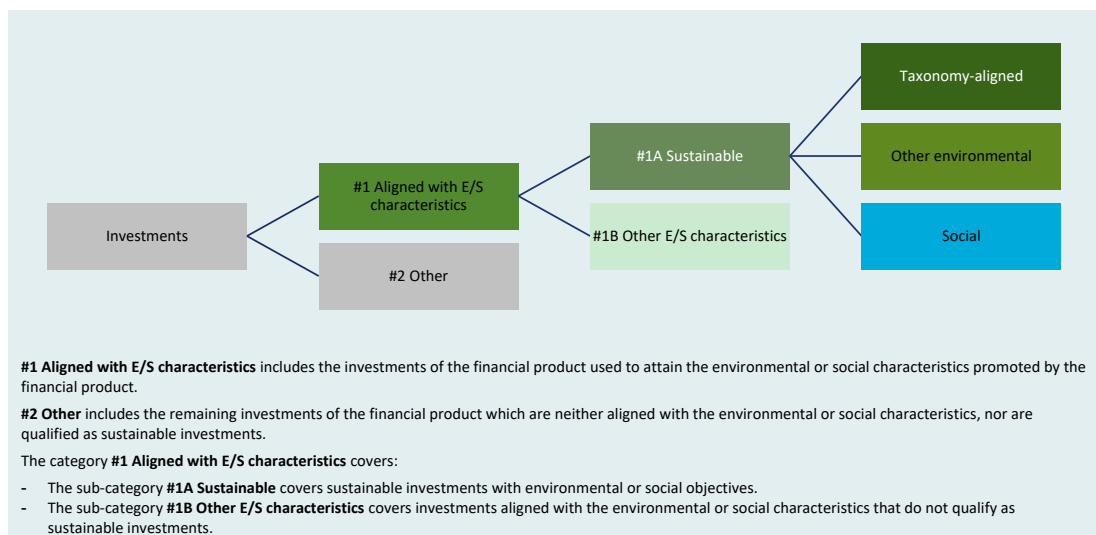 Taxonomy-aligned
#1A Sustainable
Other environmental
#1 Aligned with E/S
characteristics
Investments
#1B Other E/S characteristics
Social
#2 Other
#1 Aligned with E/S characteristics includes the investments of the financial product used to attain the environmental or social characteristics promoted by the
financial product.
#2 Other includes the remaining investments of the financial product which are neither aligned with the environmental or social characteristics, nor are
qualified as sustainable investments.
The category #1 Aligned with E/S characteristics covers:
- The sub-category #1A Sustainable covers sustainable investments with environmental or social objectives.
- The sub-category #1B Other E/S characteristics covers investments aligned with the environmental or social characteristics that do not qualify as
sustainable investments.